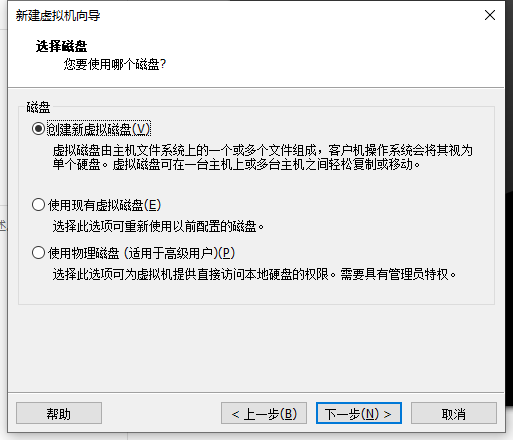 新建虚拟机向导
选择磁盘
您要使用哪个磁盘?
磁盘
创建新虚拟磁盘(V)
虚拟磁盘由主机文件系统上的一个或多个文件组成，客户机操作系统会将其视为
单个硬盘。虚拟磁盘可在一台主机上或多台主机之间轻松复制或移动。
使用现有虚拟磁盘(E)
选择此选项可重新使用以前配置的磁盘。
使用物理磁盘 (适用于高级用户)(P)
选择此选项可为虚拟机提供直接访问本地硬盘的权限。需要具有管理员特权。
帮助
< 上一步(B)
下一步(N) >
取消